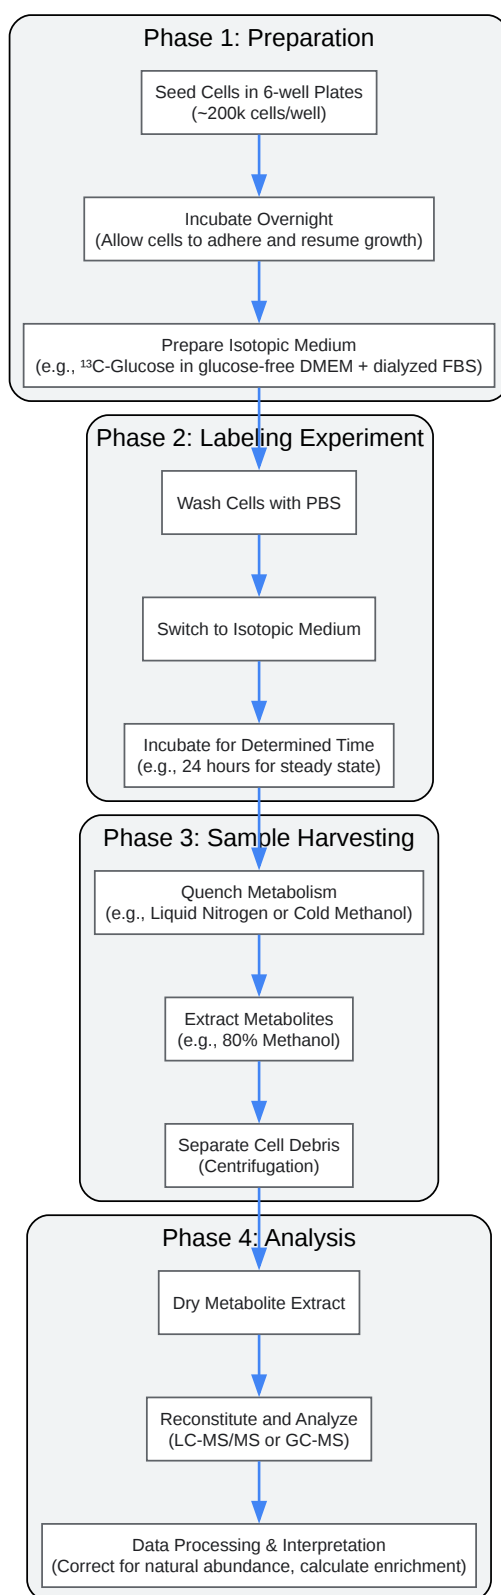 Phase 1: Preparation
Seed Cells in 6-well Plates
(~200k cells/well)
Incubate Overnight
(Allow cells to adhere and resume growth)
Prepare Isotopic Medium
(e.g., ¹³C-Glucose in glucose-free DMEM + dialyzed FBS)
Phase 2: Labeling Experiment
Wash Cells with PBS
Switch to Isotopic Medium
Incubate for Determined Time
(e.g., 24 hours for steady state)
Phase 3: Sample Harvesting
Quench Metabolism
(e.g., Liquid Nitrogen or Cold Methanol)
Extract Metabolites
(e.g., 80% Methanol)
Separate Cell Debris
(Centrifugation)
Phase 4: Analysis
Dry Metabolite Extract
Reconstitute and Analyze
(LC-MS/MS or GC-MS)
Data Processing & Interpretation
(Correct for natural abundance, calculate enrichment)